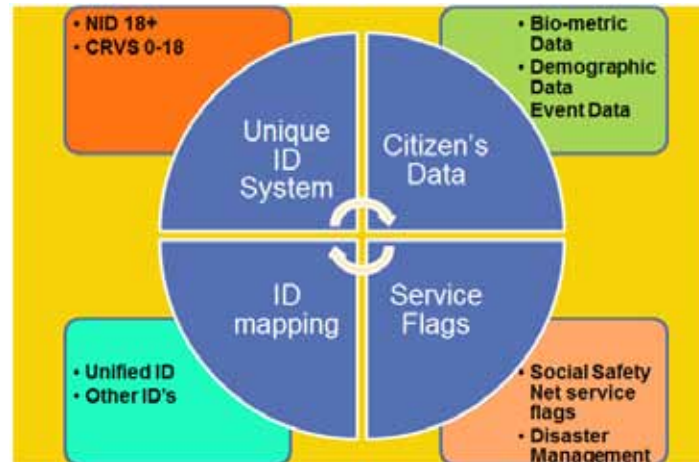 • NID 18+
• CRVS 0-18
• Bio-metric
Data
• Demographic
Data
Event Data
Unique
ID
System
Citizen's
Data
ID
mapping
Service
Flags
• Unified ID
• Other ID's
• Social Safety
Net service
flags
• Disaster
Management